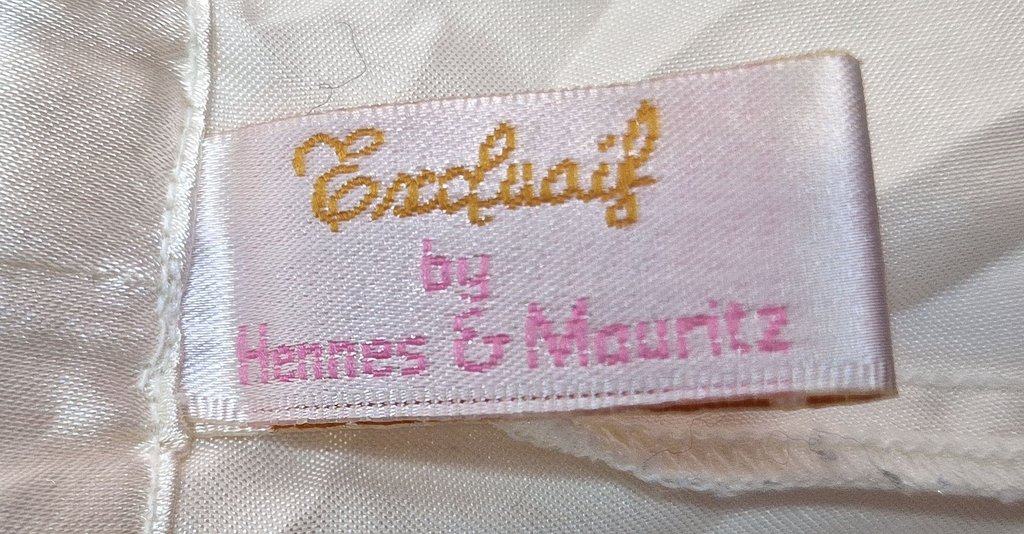 Exclusif
by
Hennes & Mauritz